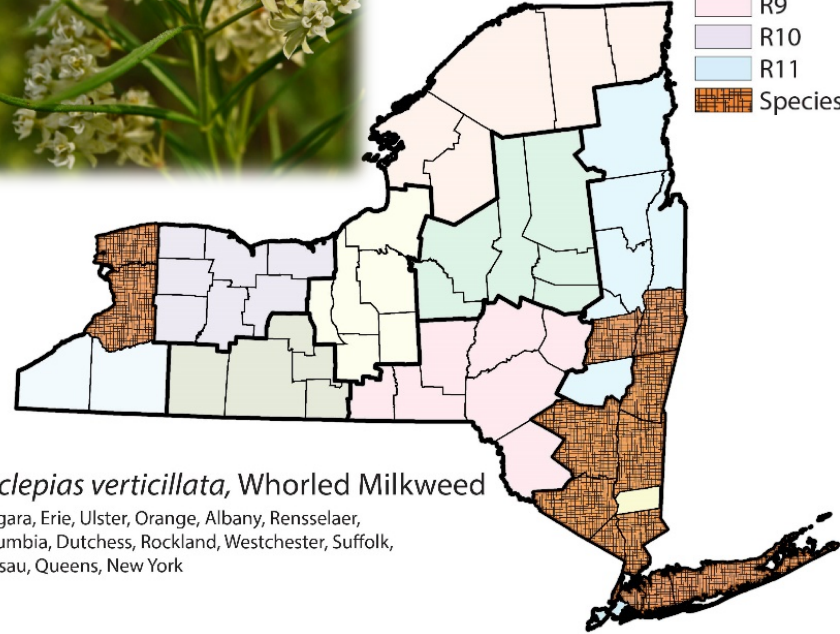 R9
R10
R11
Species
clepias verticillata, Whorled Milkweed
gara, Erie, Ulster, Orange, Albany, Rensselaer,
umbia, Dutchess, Rockland, Westchester, Suffolk,
sau, Queens, New York